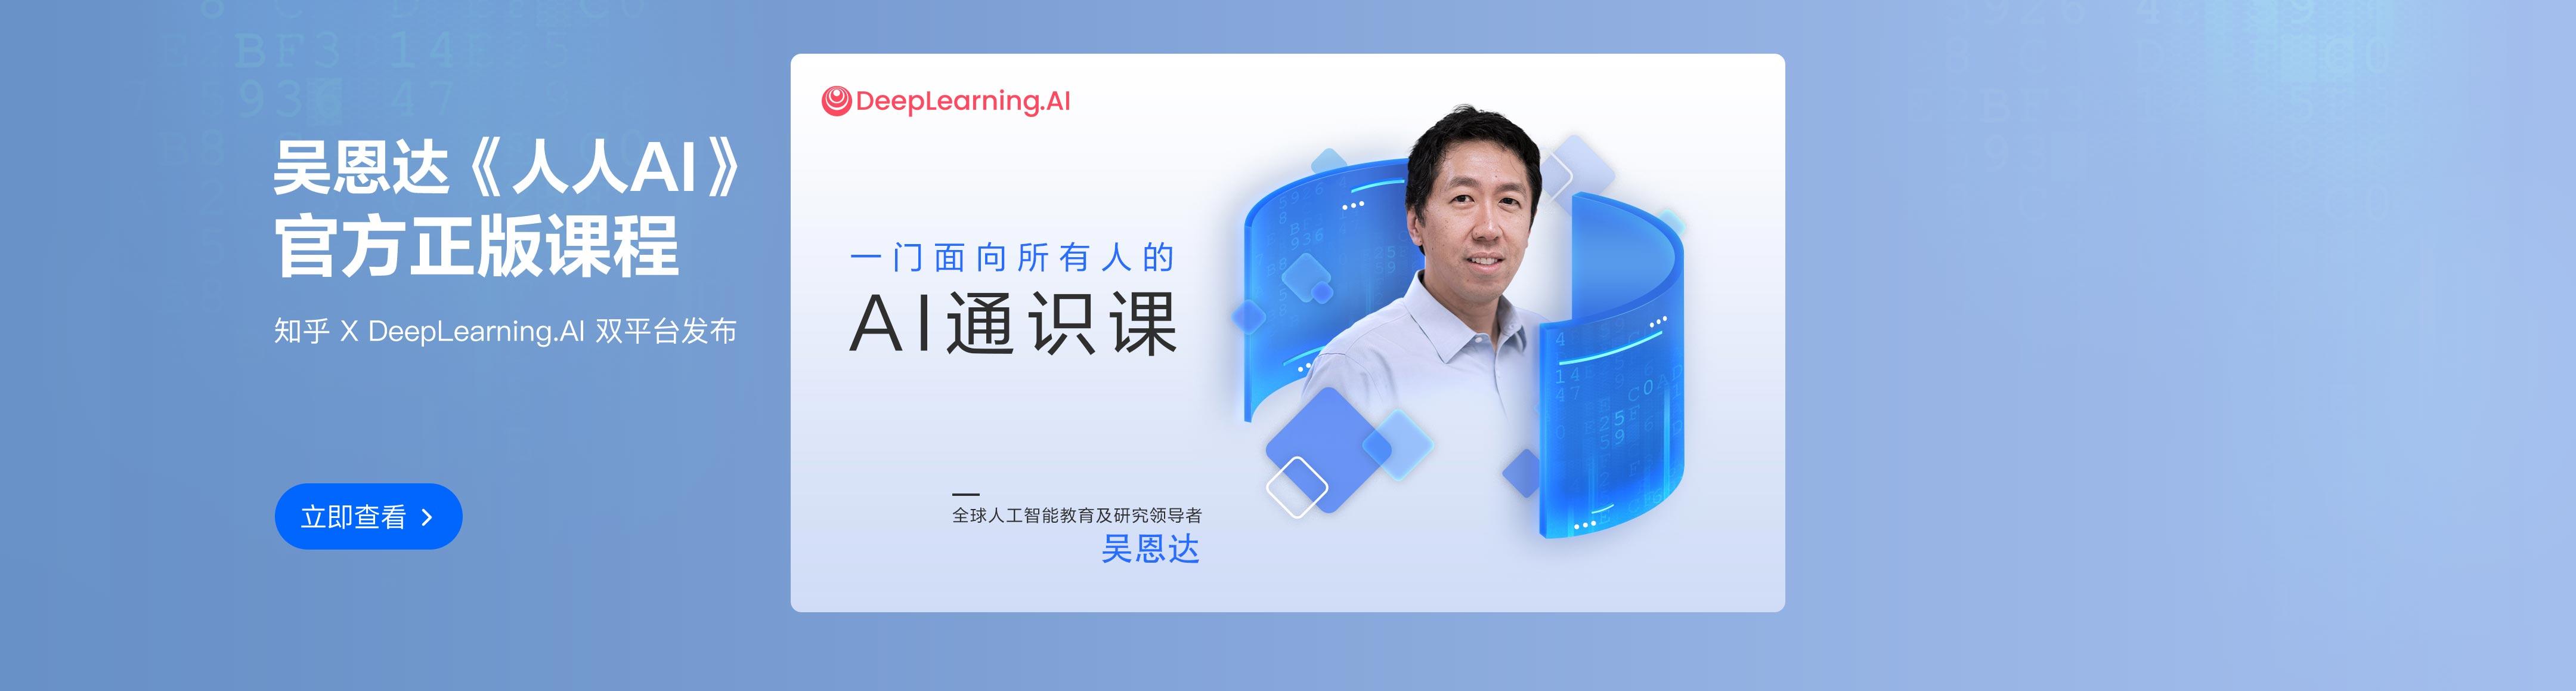 吴恩达《人人AI》
官方正版课程
知乎 X DeepLearning.AI 双平台发布
立即查看
DeepLearning.AI
一门面向所有人的
AI通识课
全球人工智能教育及研究领导者
吴恩达